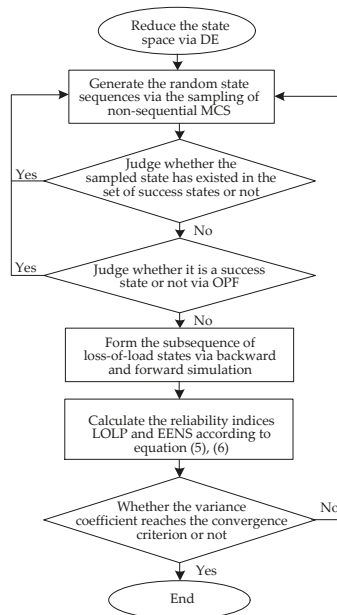 Reduce the state
space via DE
Generate the random state
sequences via the sampling of
non-sequential MCS
Yes
Judge whether the
sampled state has existed in the
set of success states or not
No
Yes
Judge whether it is a success
state or not via OPF
No
Form the subsequence of
loss-of-load states via backward
and forward simulation
Calculate the reliability indices
LOLP and EENS according to
equation (5), (6)
Whether the variance
coefficient reaches the convergence
criterion or not
No
Yes
End